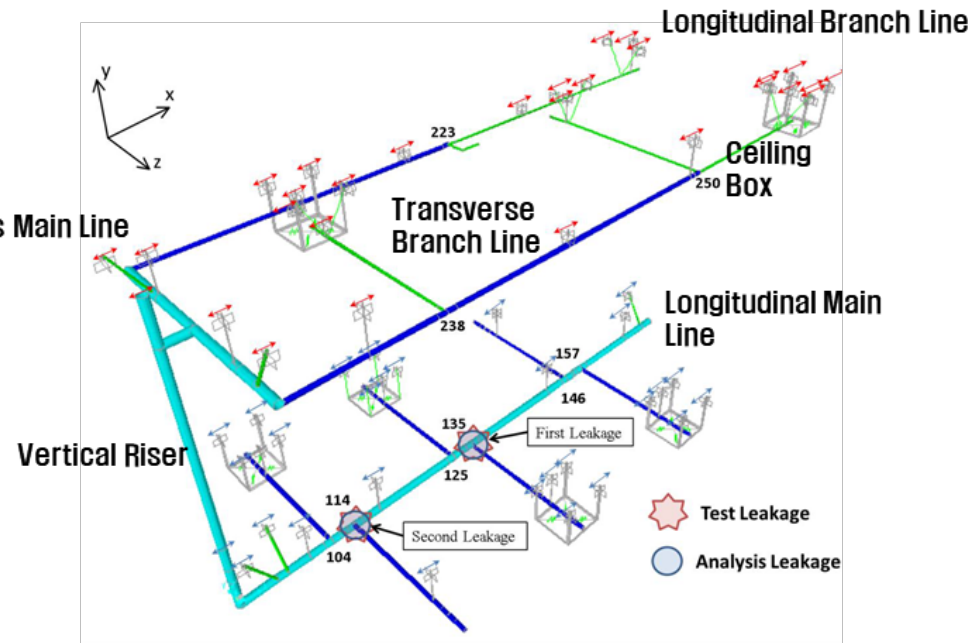 Longitudinal Branch Line
y
x
z
223
Ceiling
Box
250
s Main Line
Transverse
Branch Line
238
Longitudinal Main
Line
157
146
135
First Leakage
125
Vertical Riser
114
Second Leakage
104
Test Leakage
Analysis Leakage